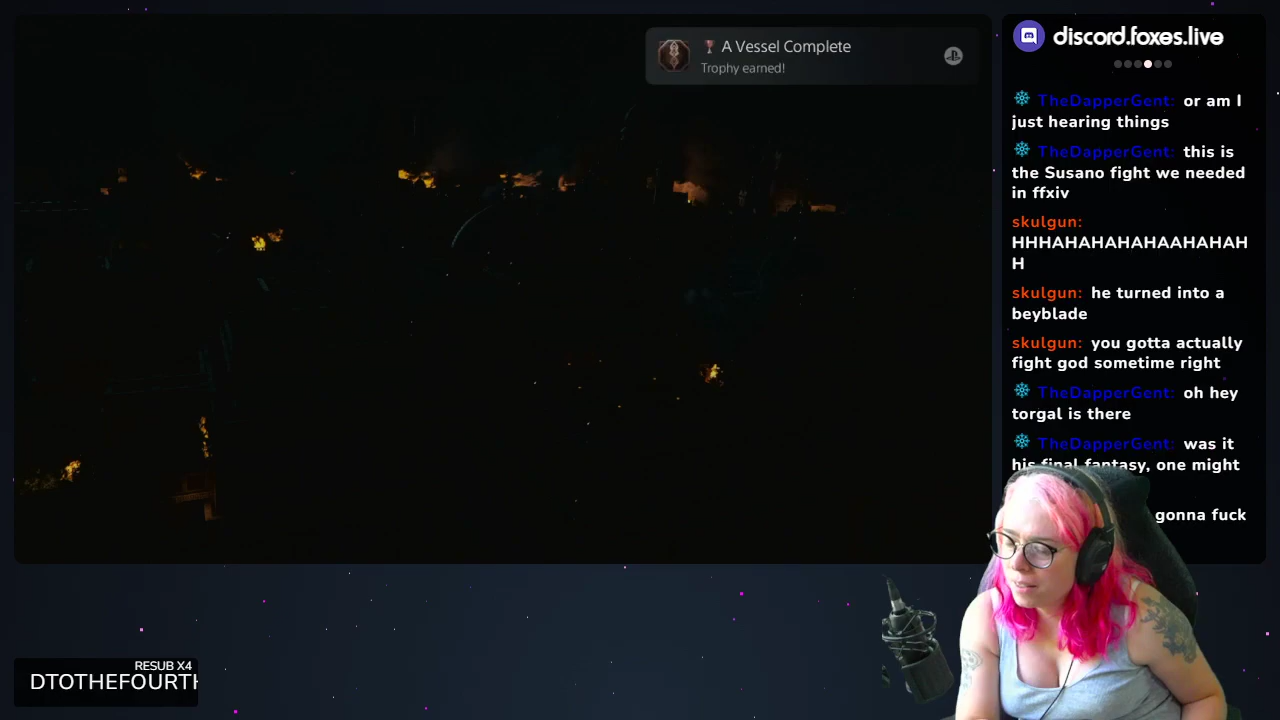 A Vessel Complete
Trophy earned!
discord.foxes.live
TheDapperGent: or am I
just hearing things
TheDapperGent: this is
the Susano fight we needed
in ffxiv
skulgun:
HHHAHAHAHAHAAHAHAH
H
skulgun: he turned into a
beyblade
skulgun: you gotta actually
fight god sometime right
TheDapperGent: oh hey
torgal is there
TheDapperGent: was it
his final fantasy, one might
gonna fuck
RESUB X4
DTOTHEFOURTH